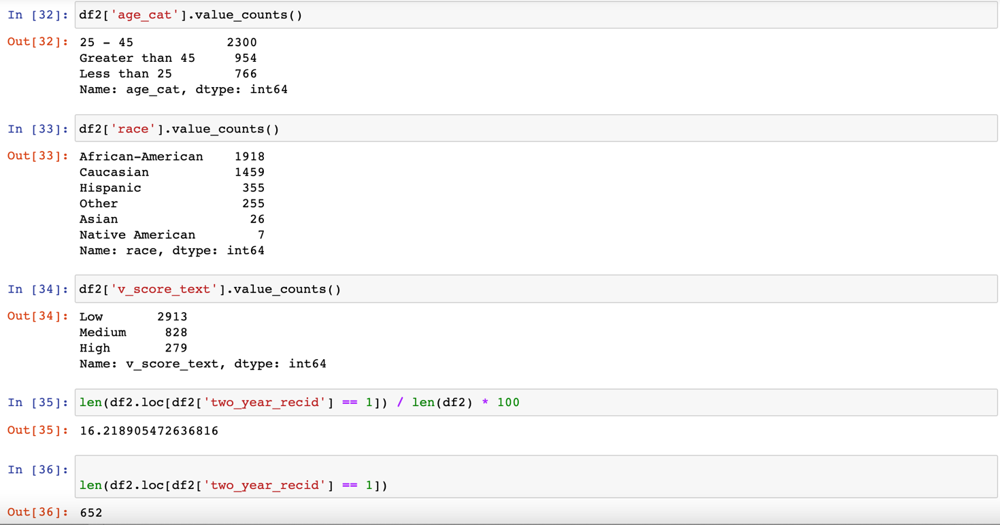 In [32]: df2['age_cat'].value_counts()
Out[32]: 25 - 45            2300
Greater than 45     954
Less than 25        766
Name: age_cat, dtype: int64
In [33]: df2['race'].value_counts()
Out[33]: African-American    1918
Caucasian           1459
Hispanic             355
Other                255
Asian                 26
Native American        7
Name: race, dtype: int64
In [34]: df2['v_score_text'].value_counts()
Out[34]: Low       2913
Medium     828
High       279
Name: v_score_text, dtype: int64
In [35]: len(df2.loc[df2['two_year_recid'] == 1]) / len(df2) * 100
Out[35]: 16.218905472636816
In [36]:
len(df2.loc[df2['two_year_recid'] == 1])
Out[36]: 652